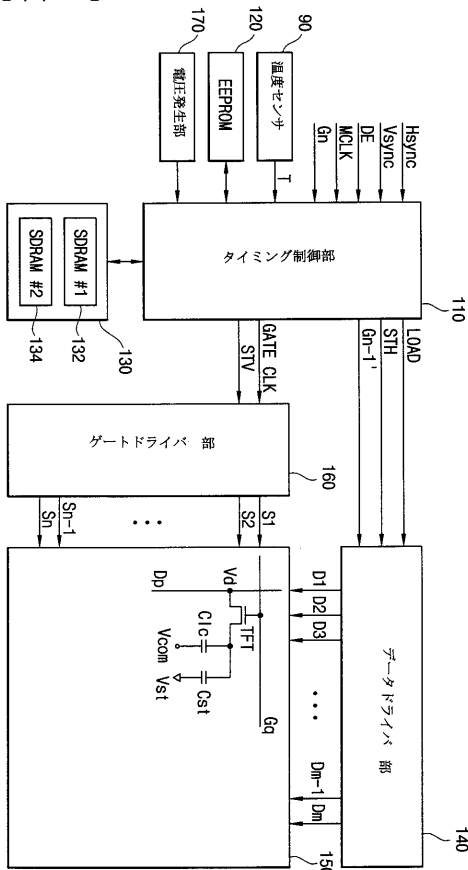 170
120
90
電圧発生部
EEPROM
温度センサ
T
Gn
MCLK
DE
Vsync
Hsync
タイミング制御部
110
SDRAM #2
SDRAM #1
134
132
130
STV
GATE CLK
Gn-1'
STH
LOAD
ゲートドライバ 部
160
Sn
Sn-1
S2
S1
データドライバ 部
140
D1
D2
D3
Dm-1
Dm
Dp
Vd
TFT
Clc
Vcom
Cst
Vst
Gq